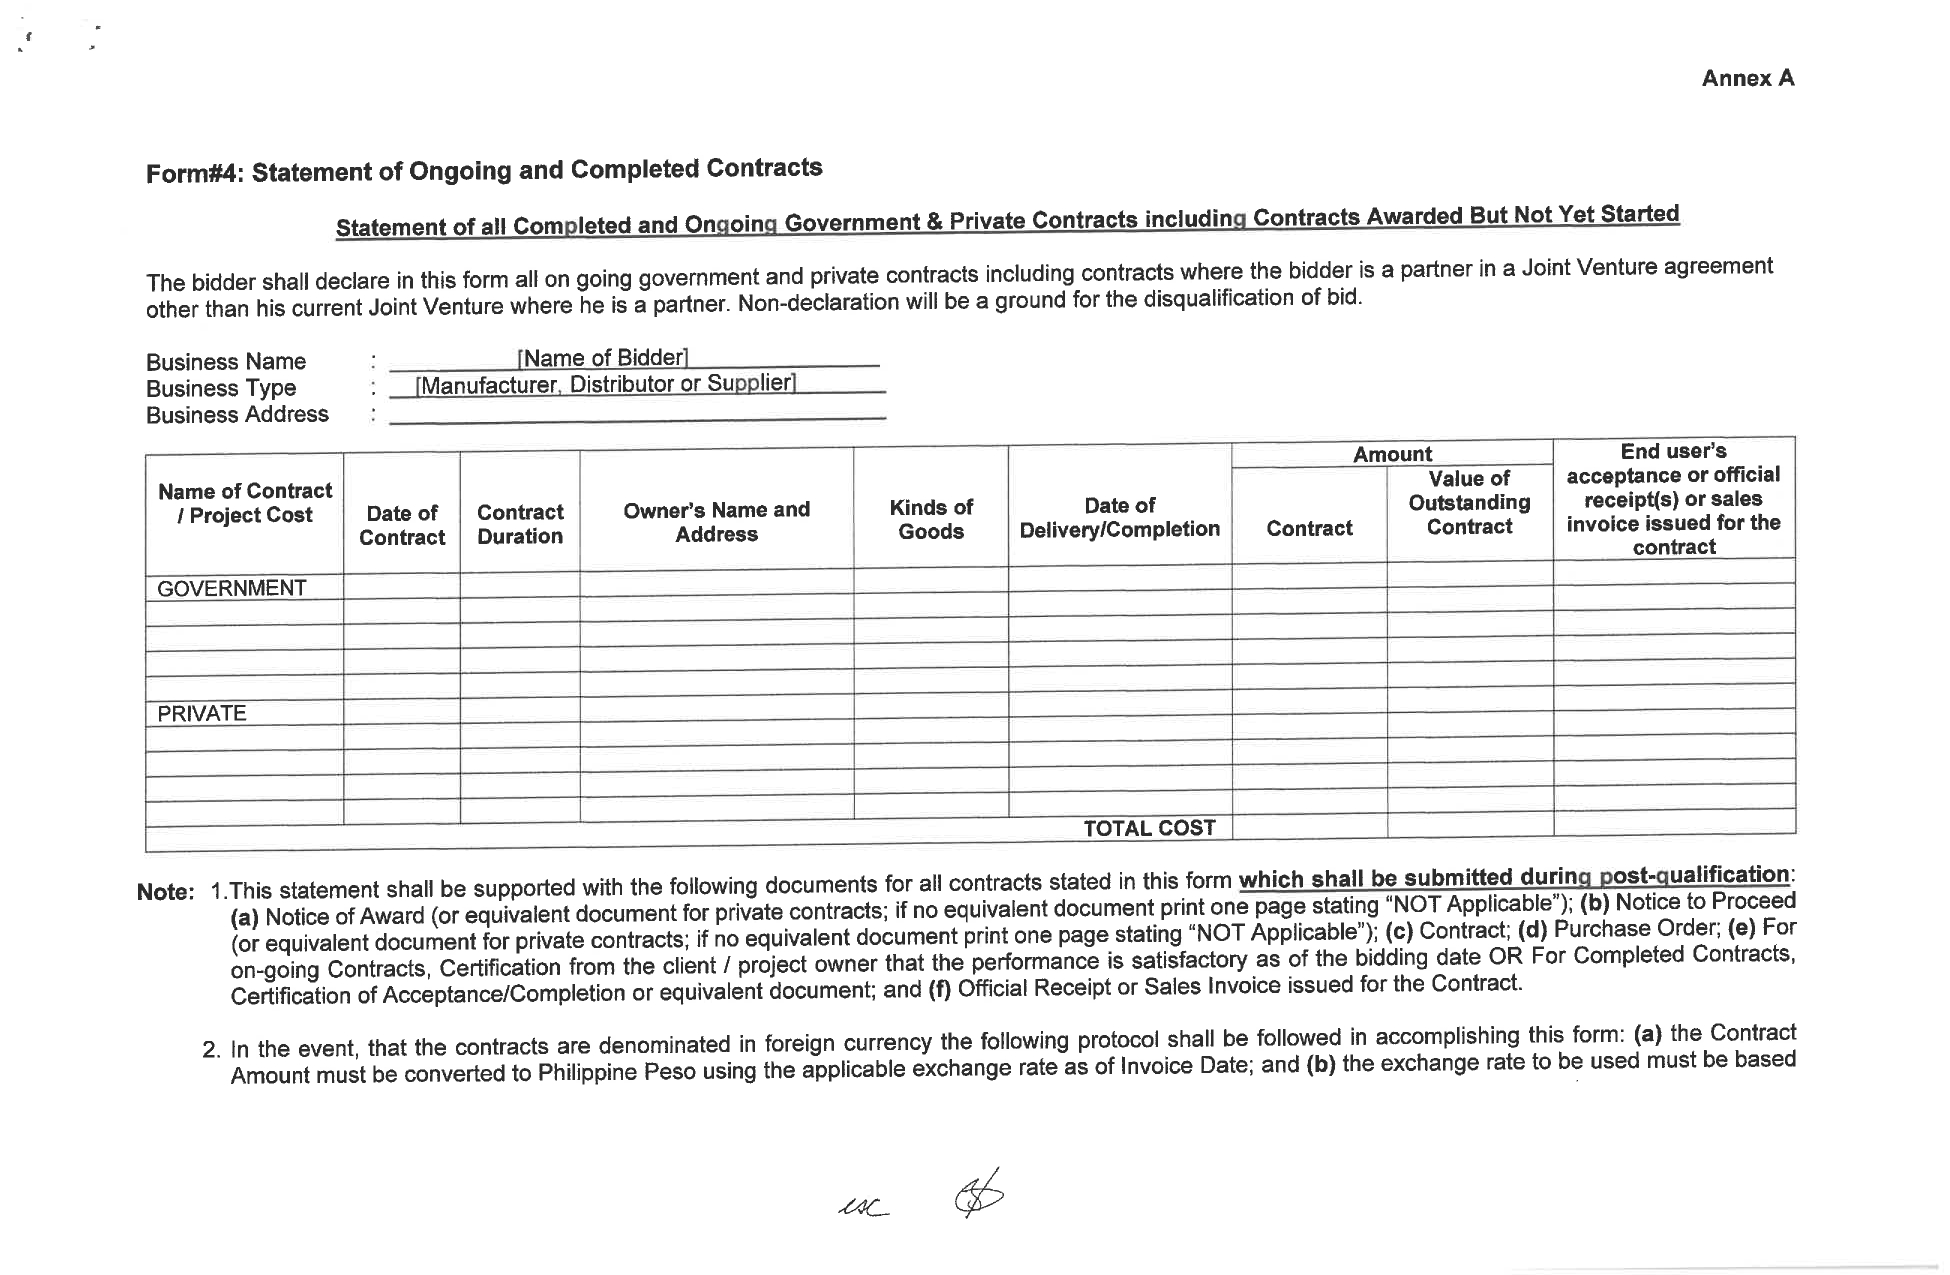 Annex A
Form#4: Statement of Ongoing and Completed Contracts
Statement of all Completed and Ongoing Government & Private Contracts including Contracts Awarded But Not Yet Started
The bidder shall declare in this form all on going government and private contracts including contracts where the bidder is a partner in a Joint Venture agreement
other than his current Joint Venture where he is a partner. Non-declaration will be a ground for the disqualification of bid.
Business Name : [Name of Bidder]
Business Type : [Manufacturer, Distributor or Supplier]
Business Address :
Name of Contract
/ Project Cost
Date of
Contract
Contract
Duration
Owner's Name and
Address
Kinds of
Goods
Date of
Delivery/Completion
Amount
Contract
Value of
Outstanding
Contract
End user's
acceptance or official
receipt(s) or sales
invoice issued for the
contract
GOVERNMENT
PRIVATE
TOTAL COST
Note: 1.This statement shall be supported with the following documents for all contracts stated in this form which shall be submitted during post-qualification:
(a) Notice of Award (or equivalent document for private contracts; if no equivalent document print one page stating "NOT Applicable"); (b) Notice to Proceed
(or equivalent document for private contracts; if no equivalent document print one page stating "NOT Applicable"); (c) Contract; (d) Purchase Order; (e) For
on-going Contracts, Certification from the client / project owner that the performance is satisfactory as of the bidding date OR For Completed Contracts,
Certification of Acceptance/Completion or equivalent document; and (f) Official Receipt or Sales Invoice issued for the Contract.
2. In the event, that the contracts are denominated in foreign currency the following protocol shall be followed in accomplishing this form: (a) the Contract
Amount must be converted to Philippine Peso using the applicable exchange rate as of Invoice Date; and (b) the exchange rate to be used must be based